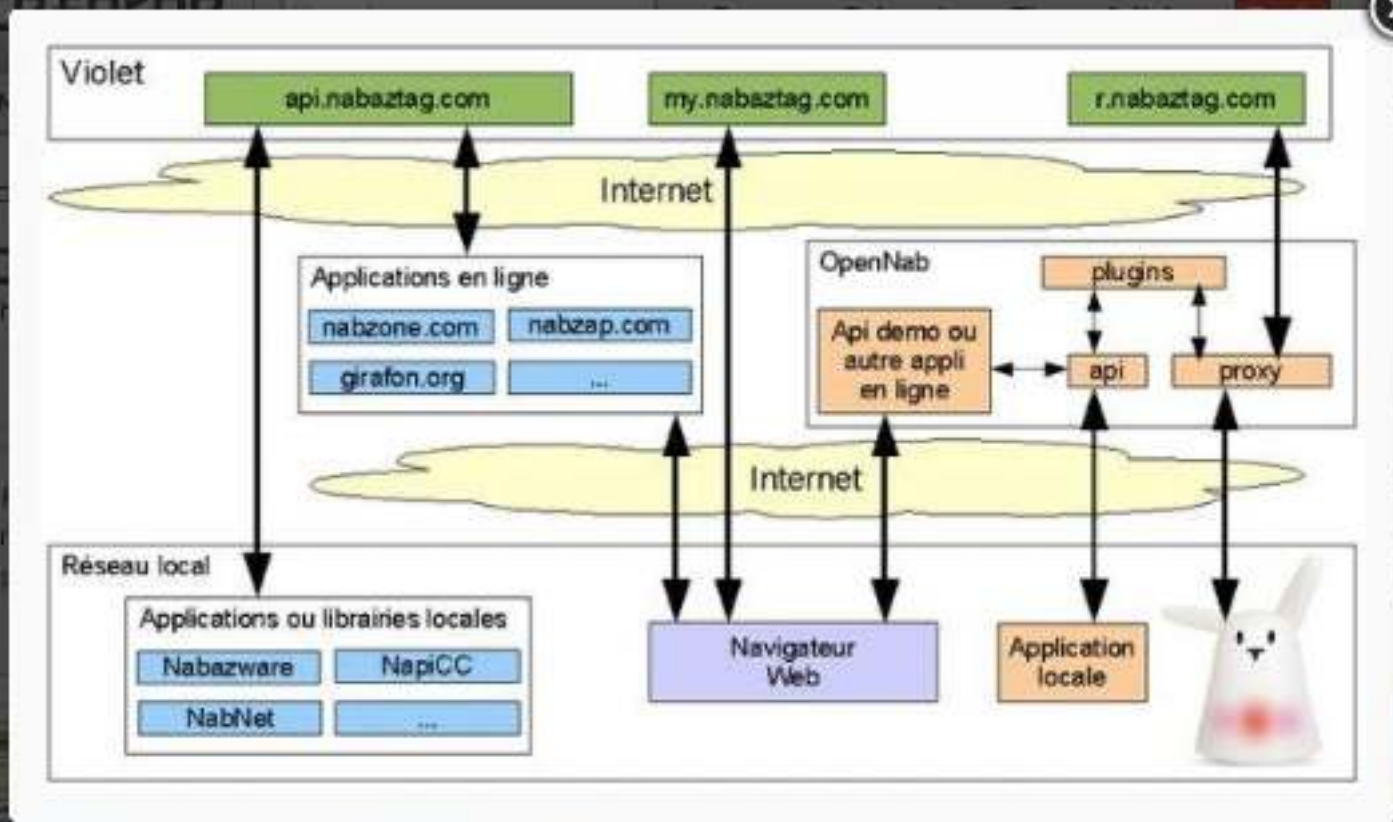 Violet
api.nabaztag.com
my.nabaztag.com
r.nabaztag.com
Internet
Applications en ligne
nabzone.com
nabzap.com
girafon.org
...
OpenNab
plugins
Api demo ou
autre appli
en ligne
api
proxy
Internet
Réseau local
Applications ou librairies locales
Nabazware
NapiCC
NabNet
...
Navigateur
Web
Application
locale